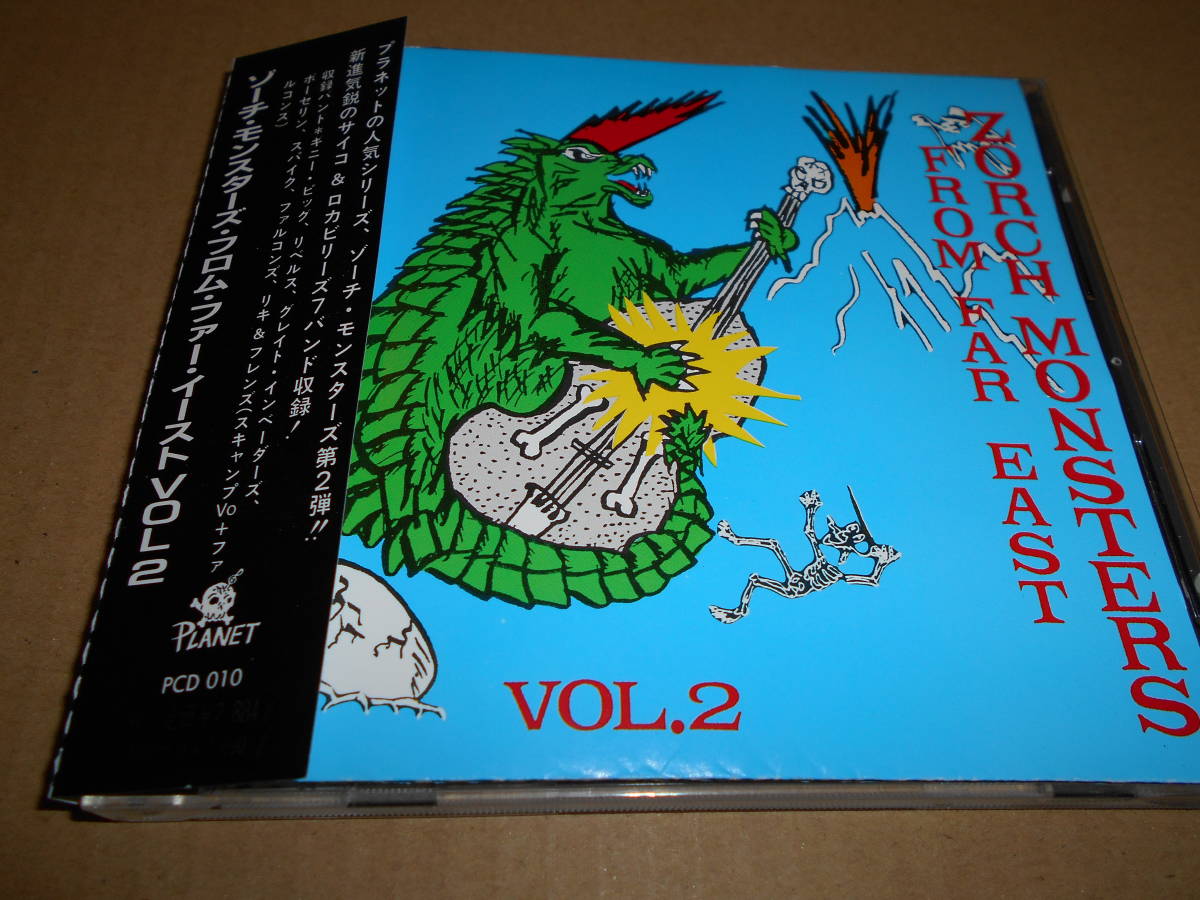 プラネットの人気シリーズ、ゾーチ・モンスターズ第2弾!!
新進気鋭のサイコ & ロカビリーズ7バンド収録!
収録バンド*キニー・ビッグ、リベルス、グレイト・インベーダーズ、
ボーセリン、スパイク、ファルコンズ、リキ & フレンズ(スキャンプVo+ファ
ルコンス)
ゾーチ・モンスターズ・フロム・ファー・イーストVOL2
PLANET
PCD 010
ZORCH MONSTERS
FROM FAR EAST
VOL.2